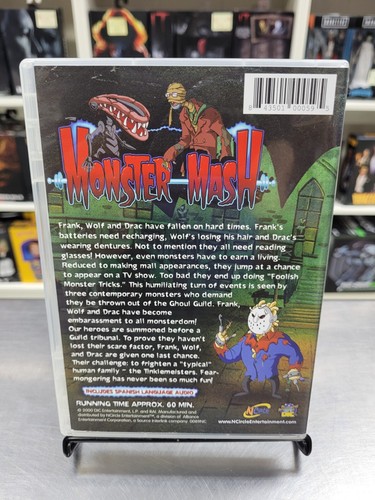 8 43501 00059 5
MONSTER MASH
Frank, Wolf and Drac have fallen on hard times. Frank's
batteries need recharging, Wolf's losing his hair and Drac's
wearing dentures. Not to mention they all need reading
glasses! However, even monsters have to earn a living.
Reduced to making mall appearances, they jump at a chance
to appear on a TV show. Too bad they end up doing "Foolish
Monster Tricks." This humiliating turn of events is seen by
three contemporary monsters who demand
they be thrown out of the Ghoul Guild. Frank,
Wolf and Drac have become
embarassment to all monsterdom!
Our heroes are summoned before a
Guild tribunal. To prove they haven't
lost their scare factor, Frank, Wolf,
and Drac are given one last chance.
Their challenge: to frighten a "typical"
human family - the Tinklemeisters. Fear-
mongering has never been so much fun!
INCLUDES SPANISH LANGUAGE AUDIO
RUNNING TIME APPROX. 60 MIN.
www.NCircleEntertainment.com